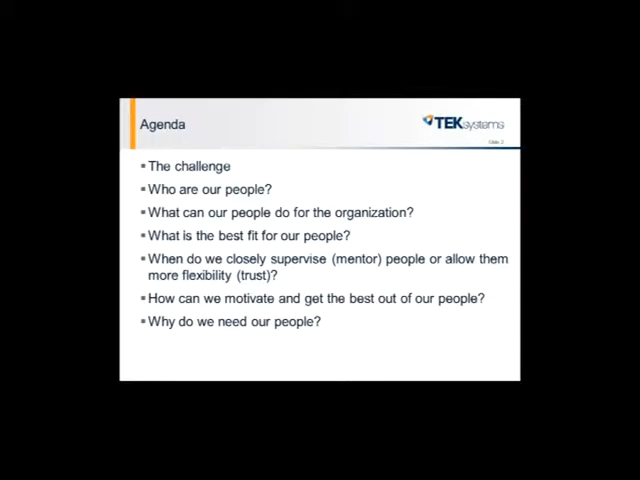 Agenda
TEKsystems
Slide 2
▪ The challenge
▪ Who are our people?
▪ What can our people do for the organization?
▪ What is the best fit for our people?
▪ When do we closely supervise (mentor) people or allow them
more flexibility (trust)?
▪ How can we motivate and get the best out of our people?
▪ Why do we need our people?